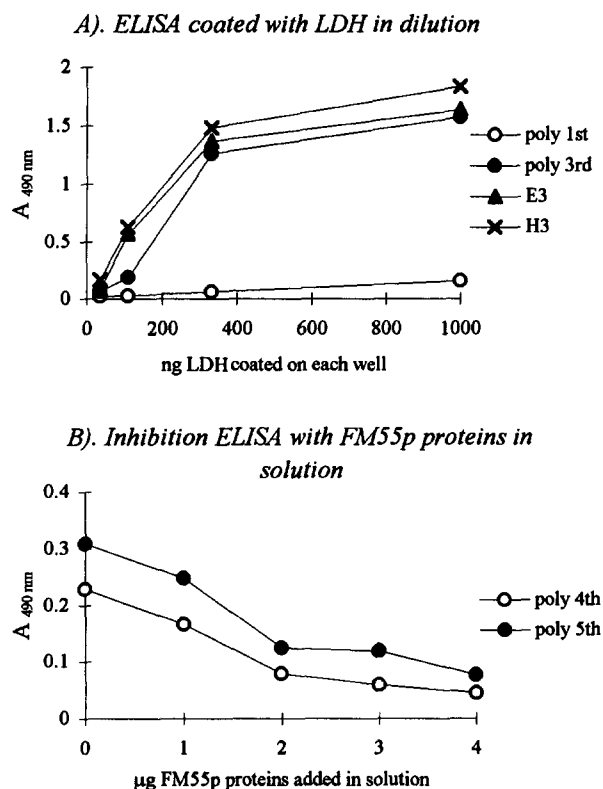 A). ELISA coated with LDH in dilution
2
1.5
1
0.5
0
A 490 nm
0 200 400 600 800 1000
ng LDH coated on each well
poly 1st
poly 3rd
E3
H3
B). Inhibition ELISA with FM55p proteins in
solution
0.4
0.3
0.2
0.1
0
A 490 nm
0 1 2 3 4
µg FM55p proteins added in solution
poly 4th
poly 5th